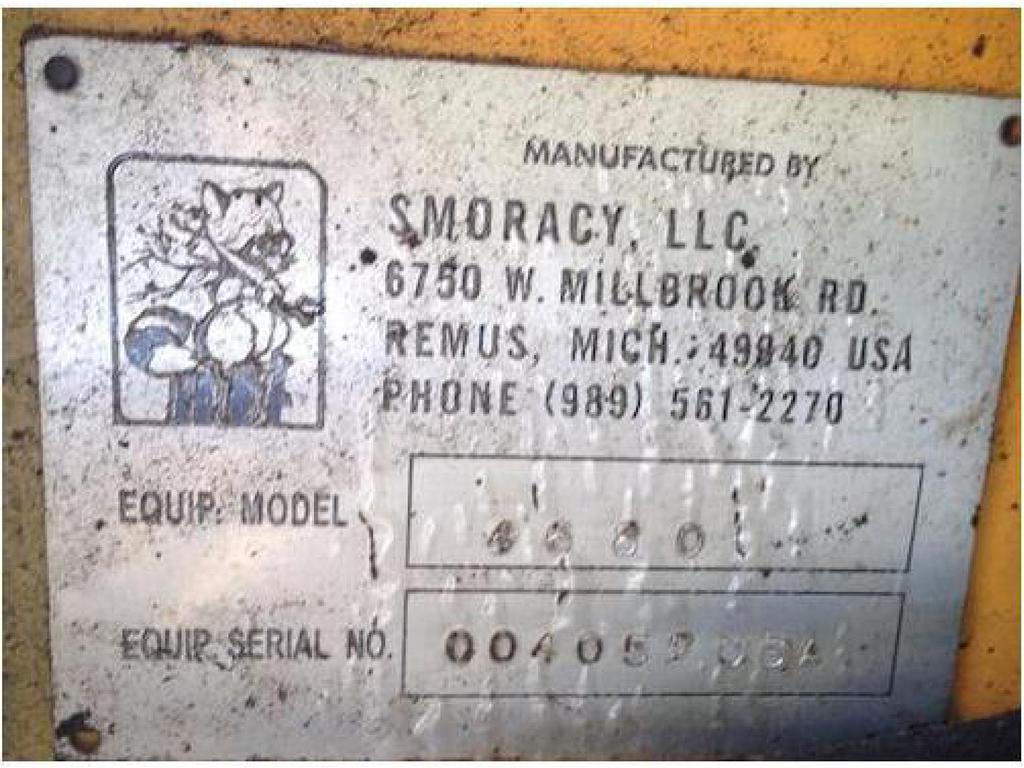 MANUFACTURED BY
SMORACY, LLC.
6750 W. MILLBROOK RD.
REMUS, MICH. 49340 USA
PHONE (989) 561-2270
EQUIP. MODEL
EQUIP. SERIAL NO.